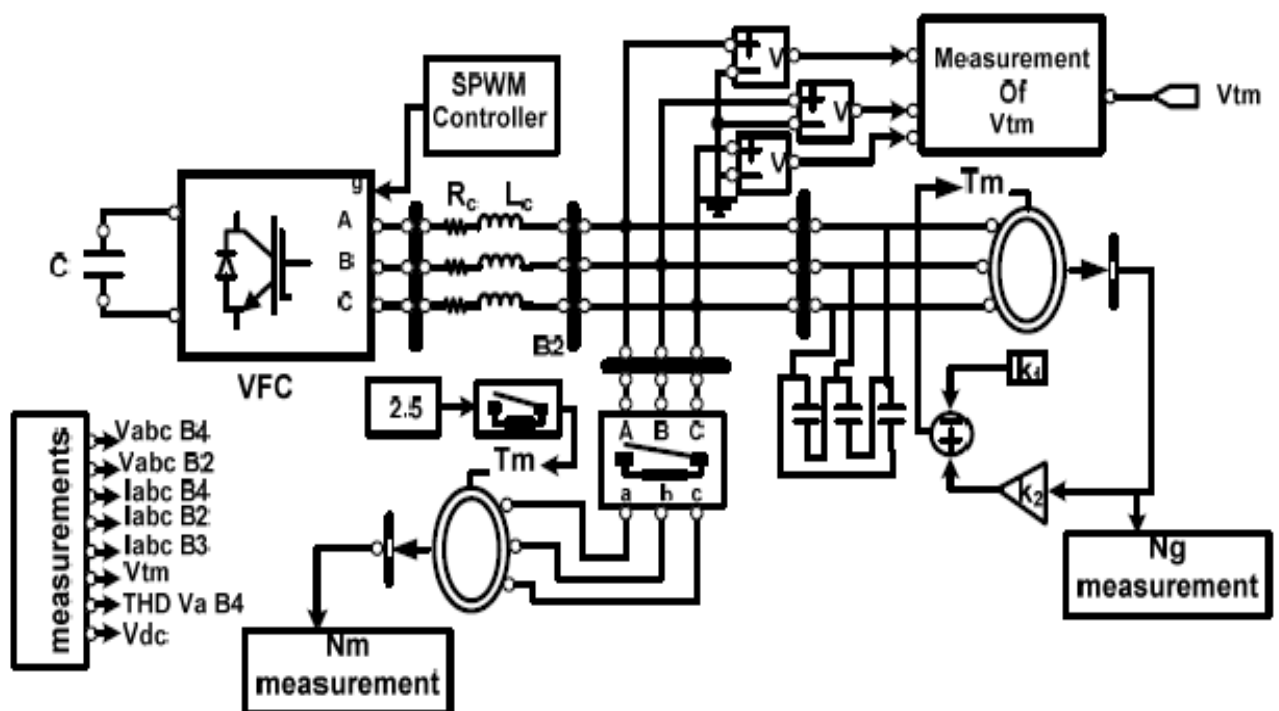 SPWM
Controller
g
A
B
C
C
VFC
Rc
Lc
B2
+
V
+
V
+
V
Measurement
Of
Vtm
Vtm
Tm
K2
Ng
measurement
2.5
Tm
A B C
a b c
Nm
measurement
measurements
Vabc B4
Vabc B2
Iabc B4
Iabc B2
Iabc B3
Vtm
THD Va B4
Vdc